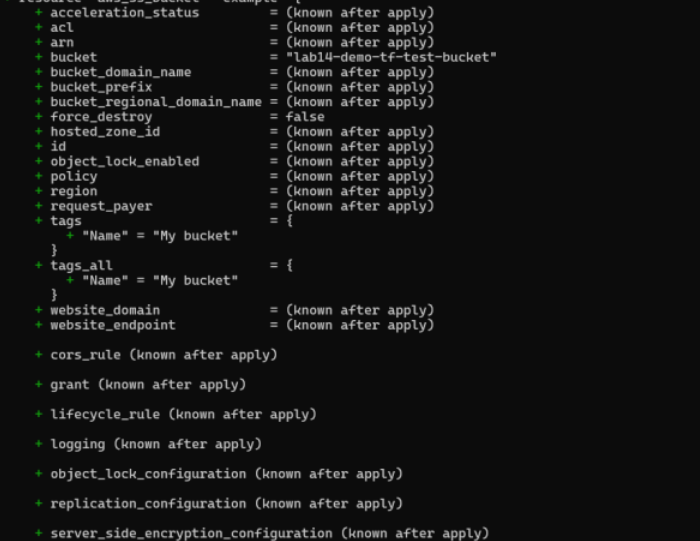 + resource "aws_s3_bucket" "example" {
+ acceleration_status = (known after apply)
+ acl = (known after apply)
+ arn = (known after apply)
+ bucket = "lab14-demo-tf-test-bucket"
+ bucket_domain_name = (known after apply)
+ bucket_prefix = (known after apply)
+ bucket_regional_domain_name = (known after apply)
+ force_destroy = false
+ hosted_zone_id = (known after apply)
+ id = (known after apply)
+ object_lock_enabled = (known after apply)
+ policy = (known after apply)
+ region = (known after apply)
+ request_payer = (known after apply)
+ tags = {
+ "Name" = "My bucket"
}
+ tags_all = {
+ "Name" = "My bucket"
}
+ website_domain = (known after apply)
+ website_endpoint = (known after apply)
+ cors_rule (known after apply)
+ grant (known after apply)
+ lifecycle_rule (known after apply)
+ logging (known after apply)
+ object_lock_configuration (known after apply)
+ replication_configuration (known after apply)
+ server_side_encryption_configuration (known after apply)